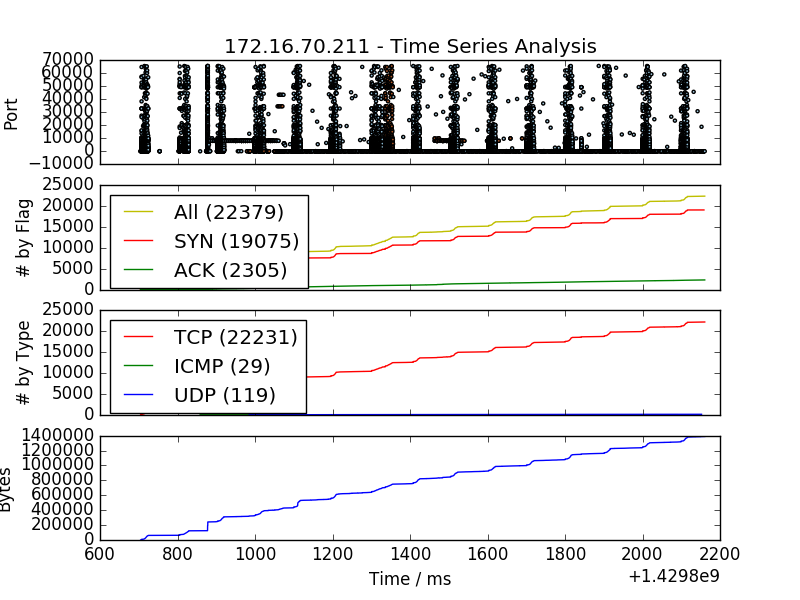 172.16.70.211 - Time Series Analysis
70000
60000
50000
40000
30000
20000
10000
0
−10000
Port
25000
20000
15000
10000
5000
0
# by Flag
All (22379)
SYN (19075)
ACK (2305)
25000
20000
15000
10000
5000
0
# by Type
TCP (22231)
ICMP (29)
UDP (119)
1400000
1200000
1000000
800000
600000
400000
200000
0
Bytes
600 800 1000 1200 1400 1600 1800 2000 2200
Time / ms
+1.4298e9